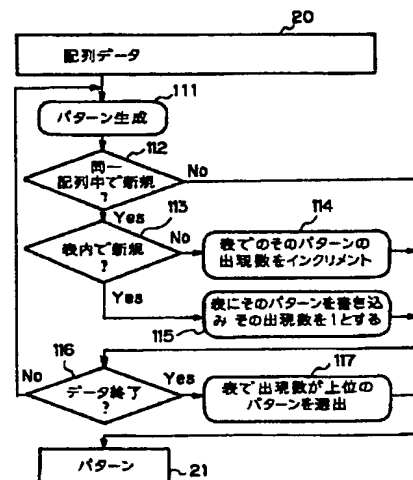 20
配列データ
111
パターン生成
112
同一
配列中で新規
?
No
Yes
113
114
表内で新規
?
No
表でのそのパターンの
出現数をインクリメント
Yes
表にそのパターンを書き込
み その出現数を1とする
115
116
117
No
データ終了
?
Yes
表で出現数が上位の
パターンを選出
パターン
21